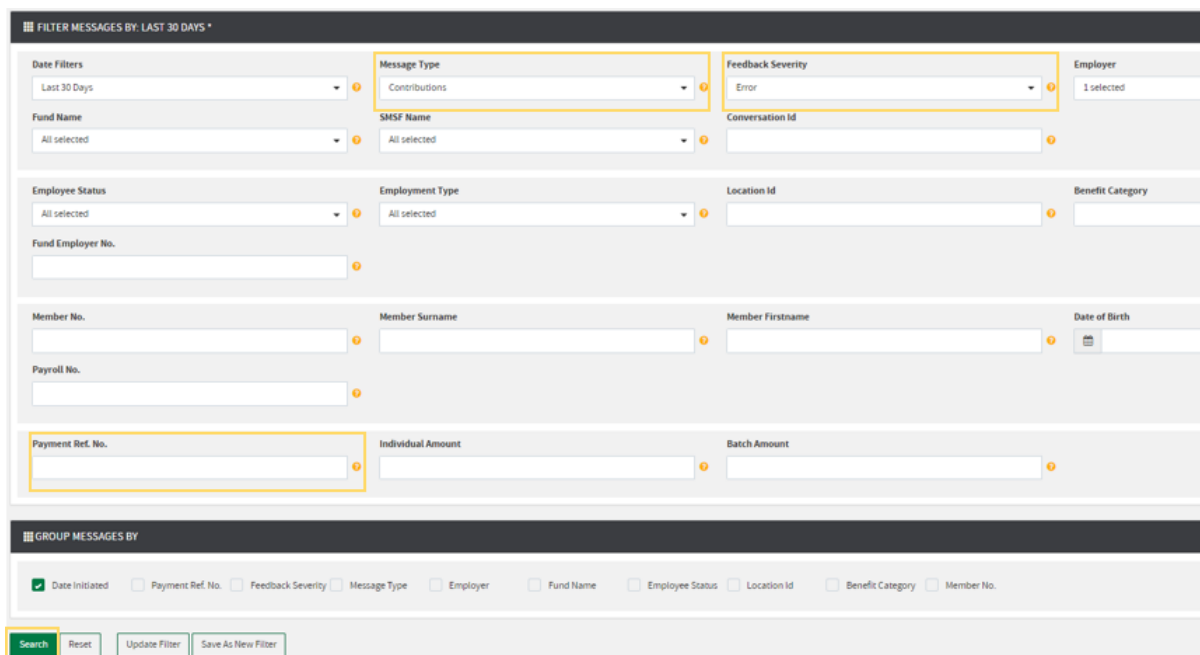 FILTER MESSAGES BY: LAST 30 DAYS *
Date Filters Message Type Feedback Severity Employer
Last 30 Days Contributions Error 1 selected
Fund Name SMSF Name Conversation Id
All selected All selected
Employee Status Employment Type Location Id Benefit Category
All selected All selected
Fund Employer No.
Member No. Member Surname Member Firstname Date of Birth
Payroll No.
Payment Ref. No. Individual Amount Batch Amount
GROUP MESSAGES BY
Date Initiated Payment Ref. No. Feedback Severity Message Type Employer Fund Name Employee Status Location Id Benefit Category Member No.
Search Reset Update Filter Save As New Filter